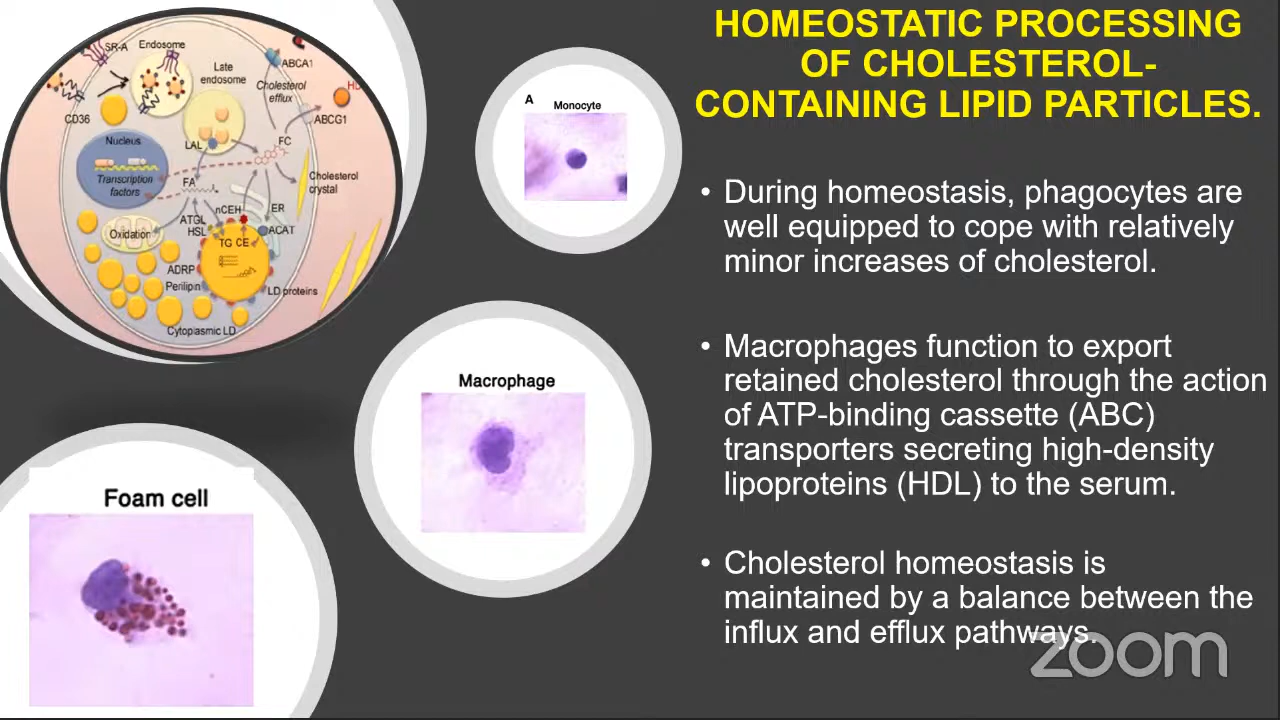 HOMEOSTATIC PROCESSING
OF CHOLESTEROL-
CONTAINING LIPID PARTICLES.
• During homeostasis, phagocytes are
well equipped to cope with relatively
minor increases of cholesterol.
• Macrophages function to export
retained cholesterol through the action
of ATP-binding cassette (ABC)
transporters secreting high-density
lipoproteins (HDL) to the serum.
• Cholesterol homeostasis is
maintained by a balance between the
influx and efflux pathways.
SR-A
Endosome
Late
endosome
ABCA1
Cholesterol
efflux
HD
CD36
ABCG1
Nucleus
LAL
FC
Transcription
factors
FA
Cholesterol
crystal
nCEH
ER
ATGL
HSL
ACAT
Oxidation
TG CE
ADRP
Perilipin
LD proteins
Cytoplasmic LD
A
Monocyte
Macrophage
Foam cell
zoom